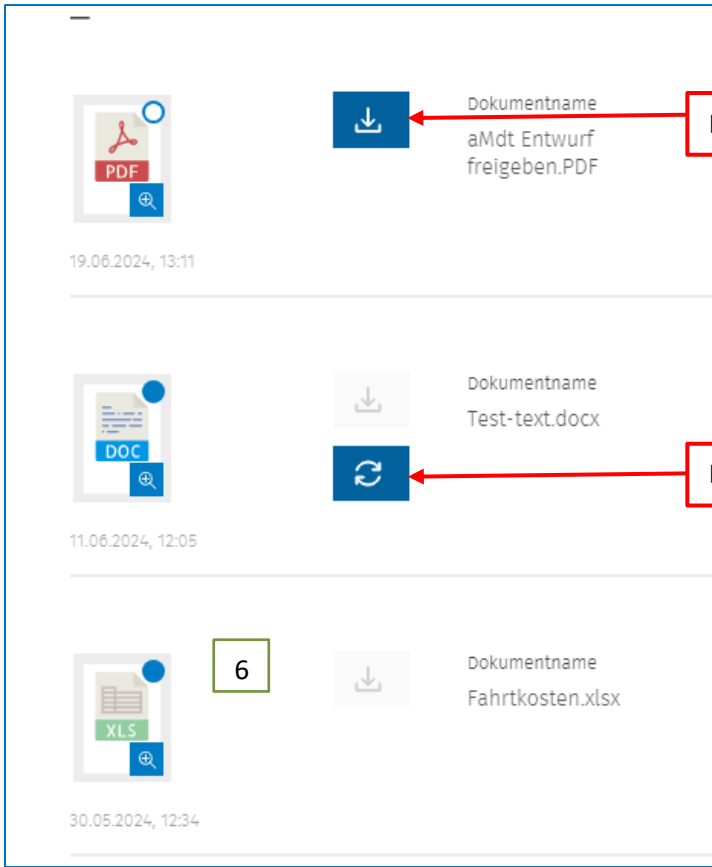 PDF
Dokumentname
aMdt Entwurf
freigeben.PDF
19.06.2024, 13:11
DOC
Dokumentname
Test-text.docx
11.06.2024, 12:05
XLS
6
Dokumentname
Fahrtkosten.xlsx
30.05.2024, 12:34